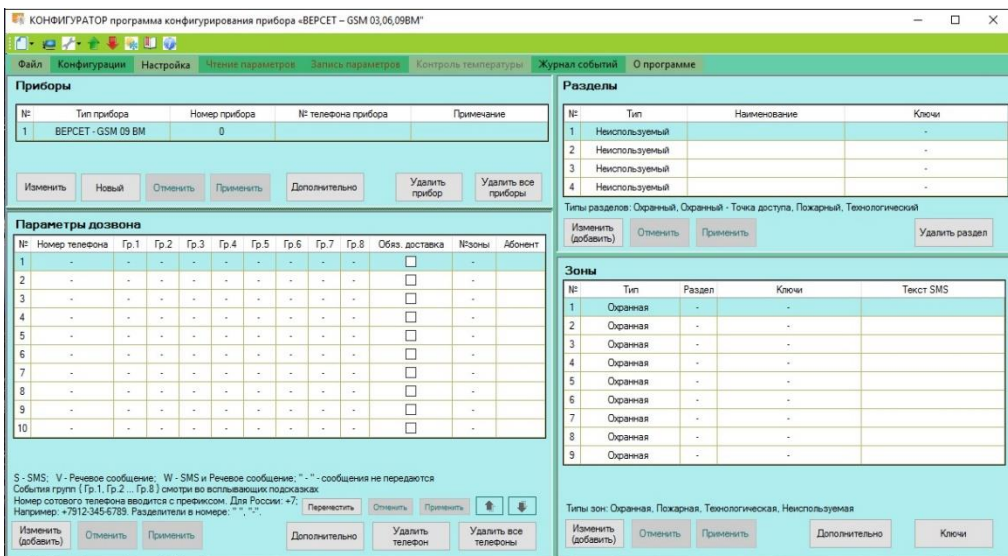 КОНФИГУРАТОР программа конфигурирования прибора «ВЕРСЕТ – GSM 03,06,09ВМ"
Файл Конфигурации Настройка Чтение параметров Запись параметров Контроль температуры Журнал событий О программе
Приборы
№ Тип прибора Номер прибора № телефона прибора Примечание
1 ВЕРСЕТ - GSM 09 ВМ 0
Изменить Новый Отменить Применить Дополнительно Удалить прибор Удалить все приборы
Параметры дозвона
№ Номер телефона Гр.1 Гр.2 Гр.3 Гр.4 Гр.5 Гр.6 Гр.7 Гр.8 Обяз. доставка №зоны Абонент
1 - - - - - - - - - -
2 - - - - - - - - - -
3 - - - - - - - - - -
4 - - - - - - - - - -
5 - - - - - - - - - -
6 - - - - - - - - - -
7 - - - - - - - - - -
8 - - - - - - - - - -
9 - - - - - - - - - -
10 - - - - - - - - - -
S - SMS; V - Речевое сообщение; W - SMS и Речевое сообщение; " - " - сообщения не передаются
События групп ( Гр.1, Гр.2 ... Гр.8 ) смотри во всплывающих подсказках
Номер сотового телефона вводится с префиксом. Для России: +7;
Например: +7912-345-6789. Разделители в номере: " ", "-".
Переместить Отменить Применить
Изменить (добавить) Отменить Применить Дополнительно Удалить телефон Удалить все телефоны
Разделы
№ Тип Наименование Ключи
1 Неиспользуемый -
2 Неиспользуемый -
3 Неиспользуемый -
4 Неиспользуемый -
Типы разделов: Охранный, Охранный - Точка доступа, Пожарный, Технологический
Изменить (добавить) Отменить Применить Удалить раздел
Зоны
№ Тип Раздел Ключи Текст SMS
1 Охранная - -
2 Охранная - -
3 Охранная - -
4 Охранная - -
5 Охранная - -
6 Охранная - -
7 Охранная - -
8 Охранная - -
9 Охранная - -
Типы зон: Охранная, Пожарная, Технологическая, Неиспользуемая
Изменить (добавить) Отменить Применить Дополнительно Ключи